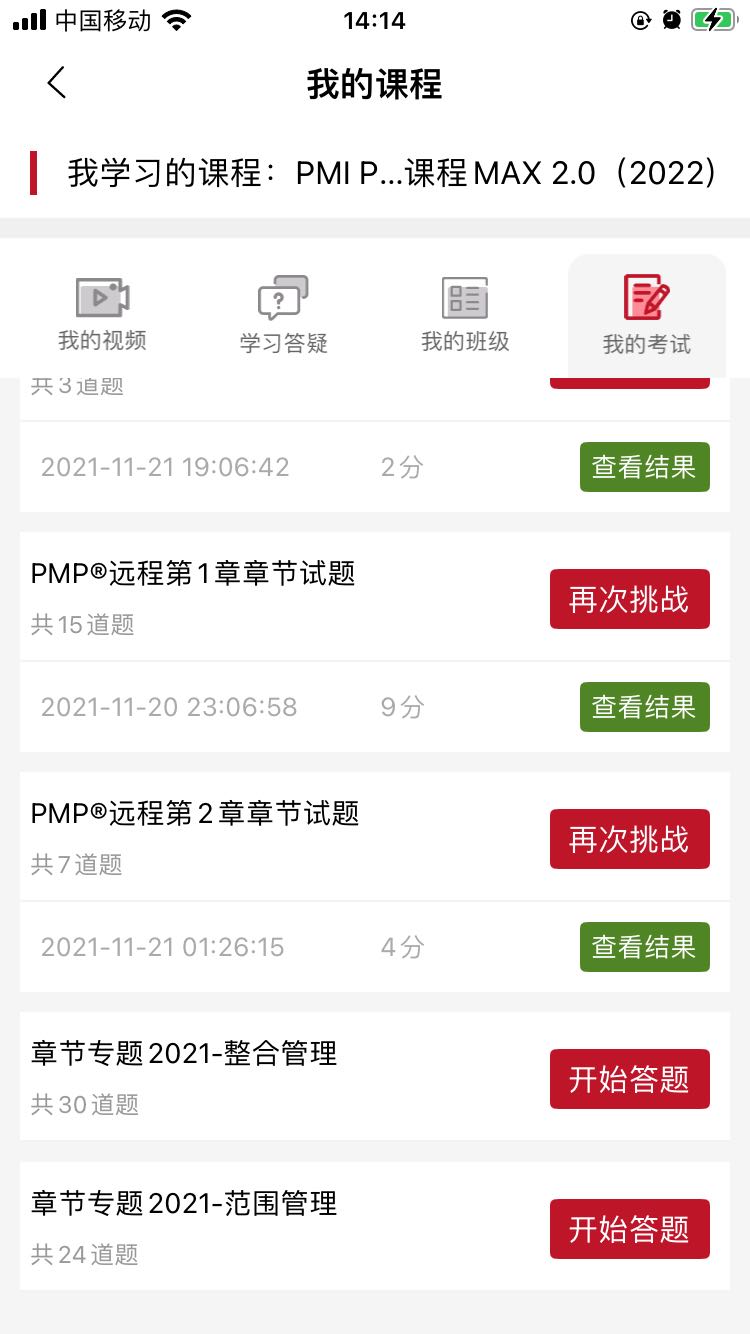 中国移动
14:14
我的课程
我学习的课程：PMI P...课程MAX 2.0（2022）
我的视频
学习答疑
我的班级
我的考试
共3道题
2021-11-21 19:06:42
2分
查看结果
PMP®远程第1章章节试题
再次挑战
共15道题
2021-11-20 23:06:58
9分
查看结果
PMP®远程第2章章节试题
再次挑战
共7道题
2021-11-21 01:26:15
4分
查看结果
章节专题2021-整合管理
开始答题
共30道题
章节专题2021-范围管理
开始答题
共24道题